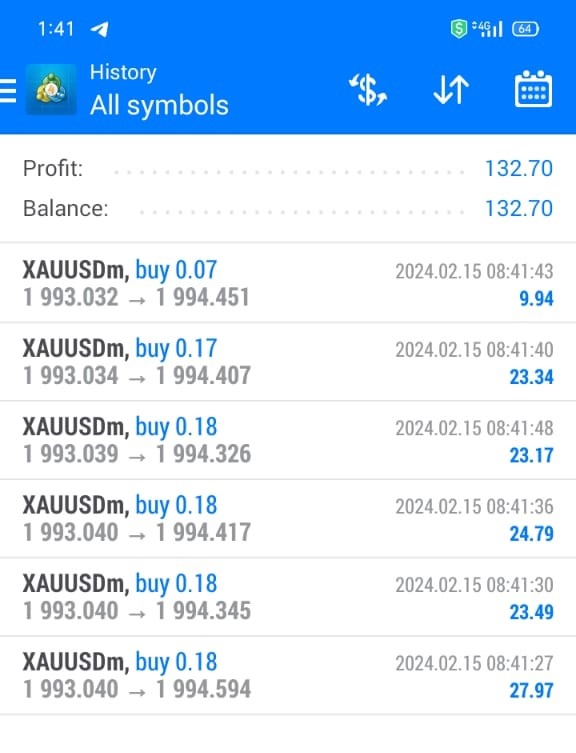 1:41
4G
64
History
All symbols
Profit: 132.70
Balance: 132.70
XAUUSDm, buy 0.07 2024.02.15 08:41:43
1 993.032 → 1 994.451 9.94
XAUUSDm, buy 0.17 2024.02.15 08:41:40
1 993.034 → 1 994.407 23.34
XAUUSDm, buy 0.18 2024.02.15 08:41:48
1 993.039 → 1 994.326 23.17
XAUUSDm, buy 0.18 2024.02.15 08:41:36
1 993.040 → 1 994.417 24.79
XAUUSDm, buy 0.18 2024.02.15 08:41:30
1 993.040 → 1 994.345 23.49
XAUUSDm, buy 0.18 2024.02.15 08:41:27
1 993.040 → 1 994.594 27.97